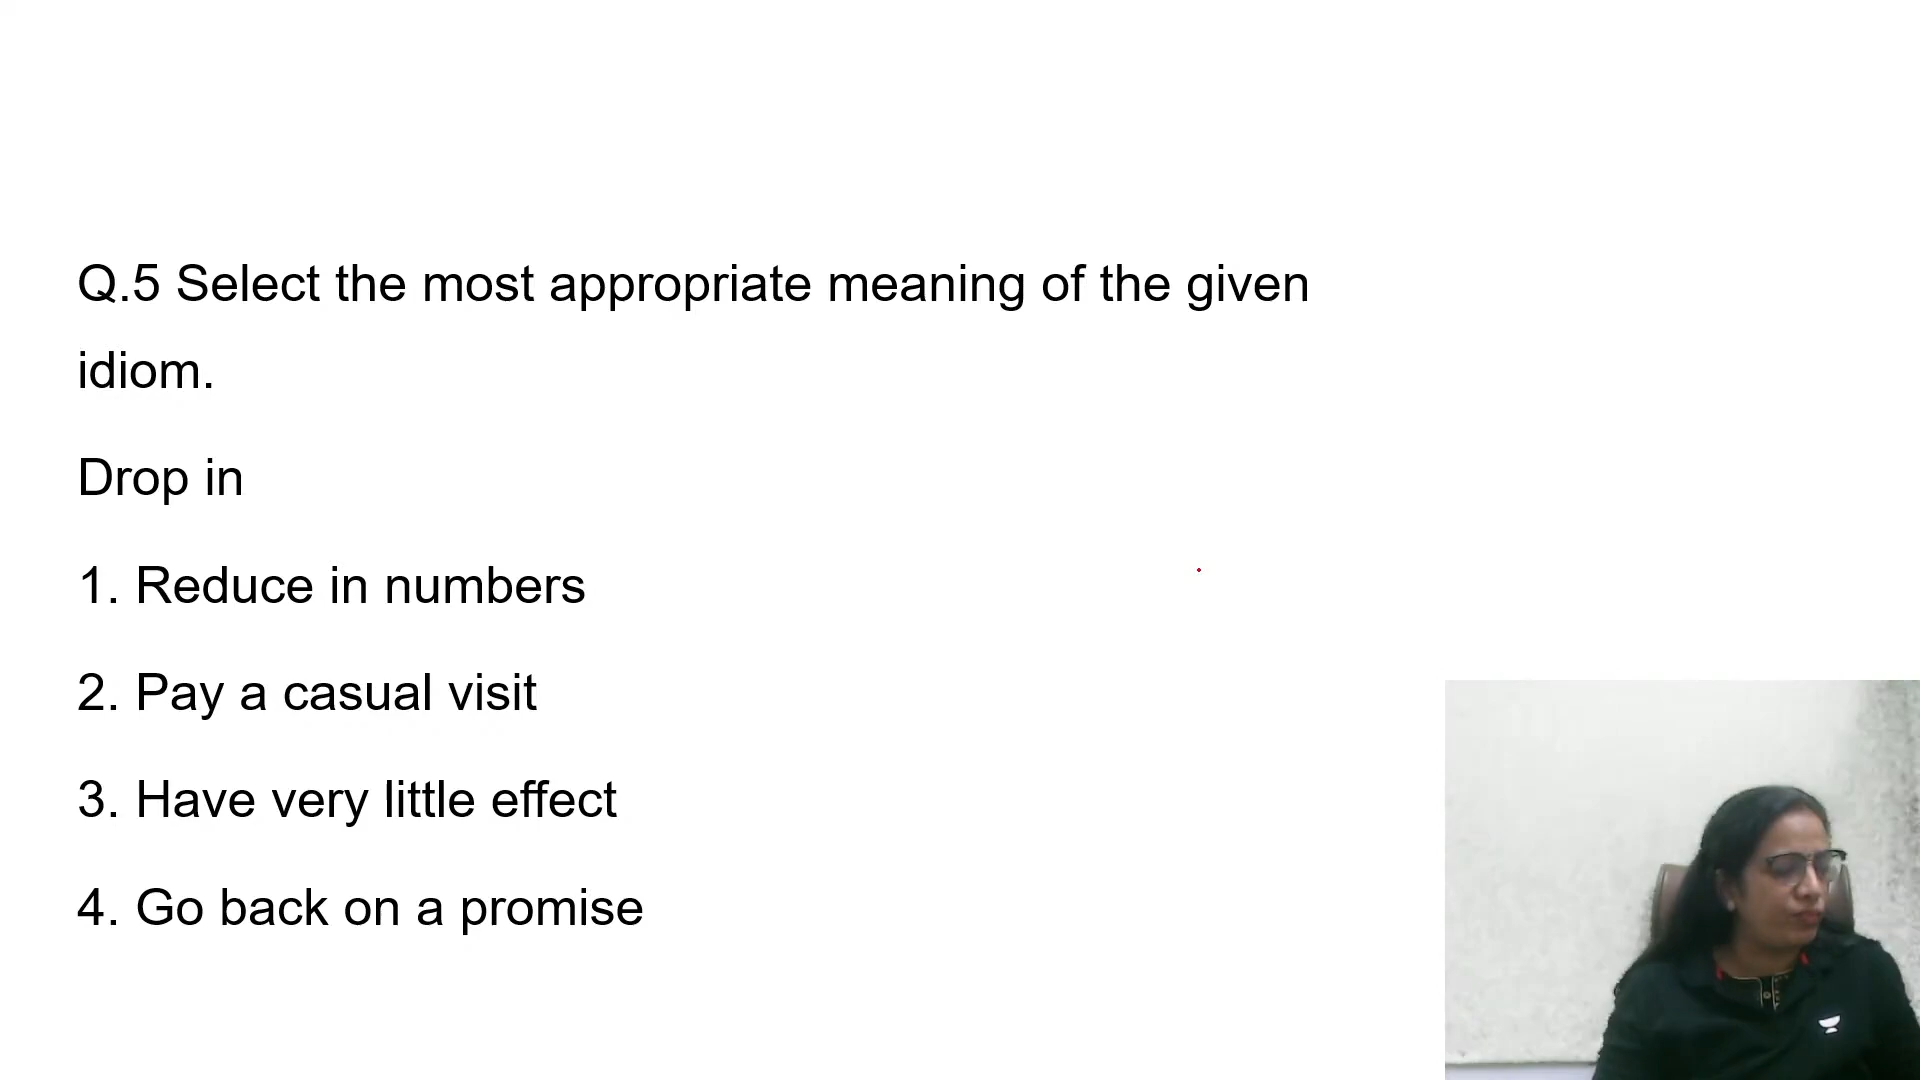 Q.5 Select the most appropriate meaning of the given
idiom.
Drop in
1. Reduce in numbers
2. Pay a casual visit
3. Have very little effect
4. Go back on a promise